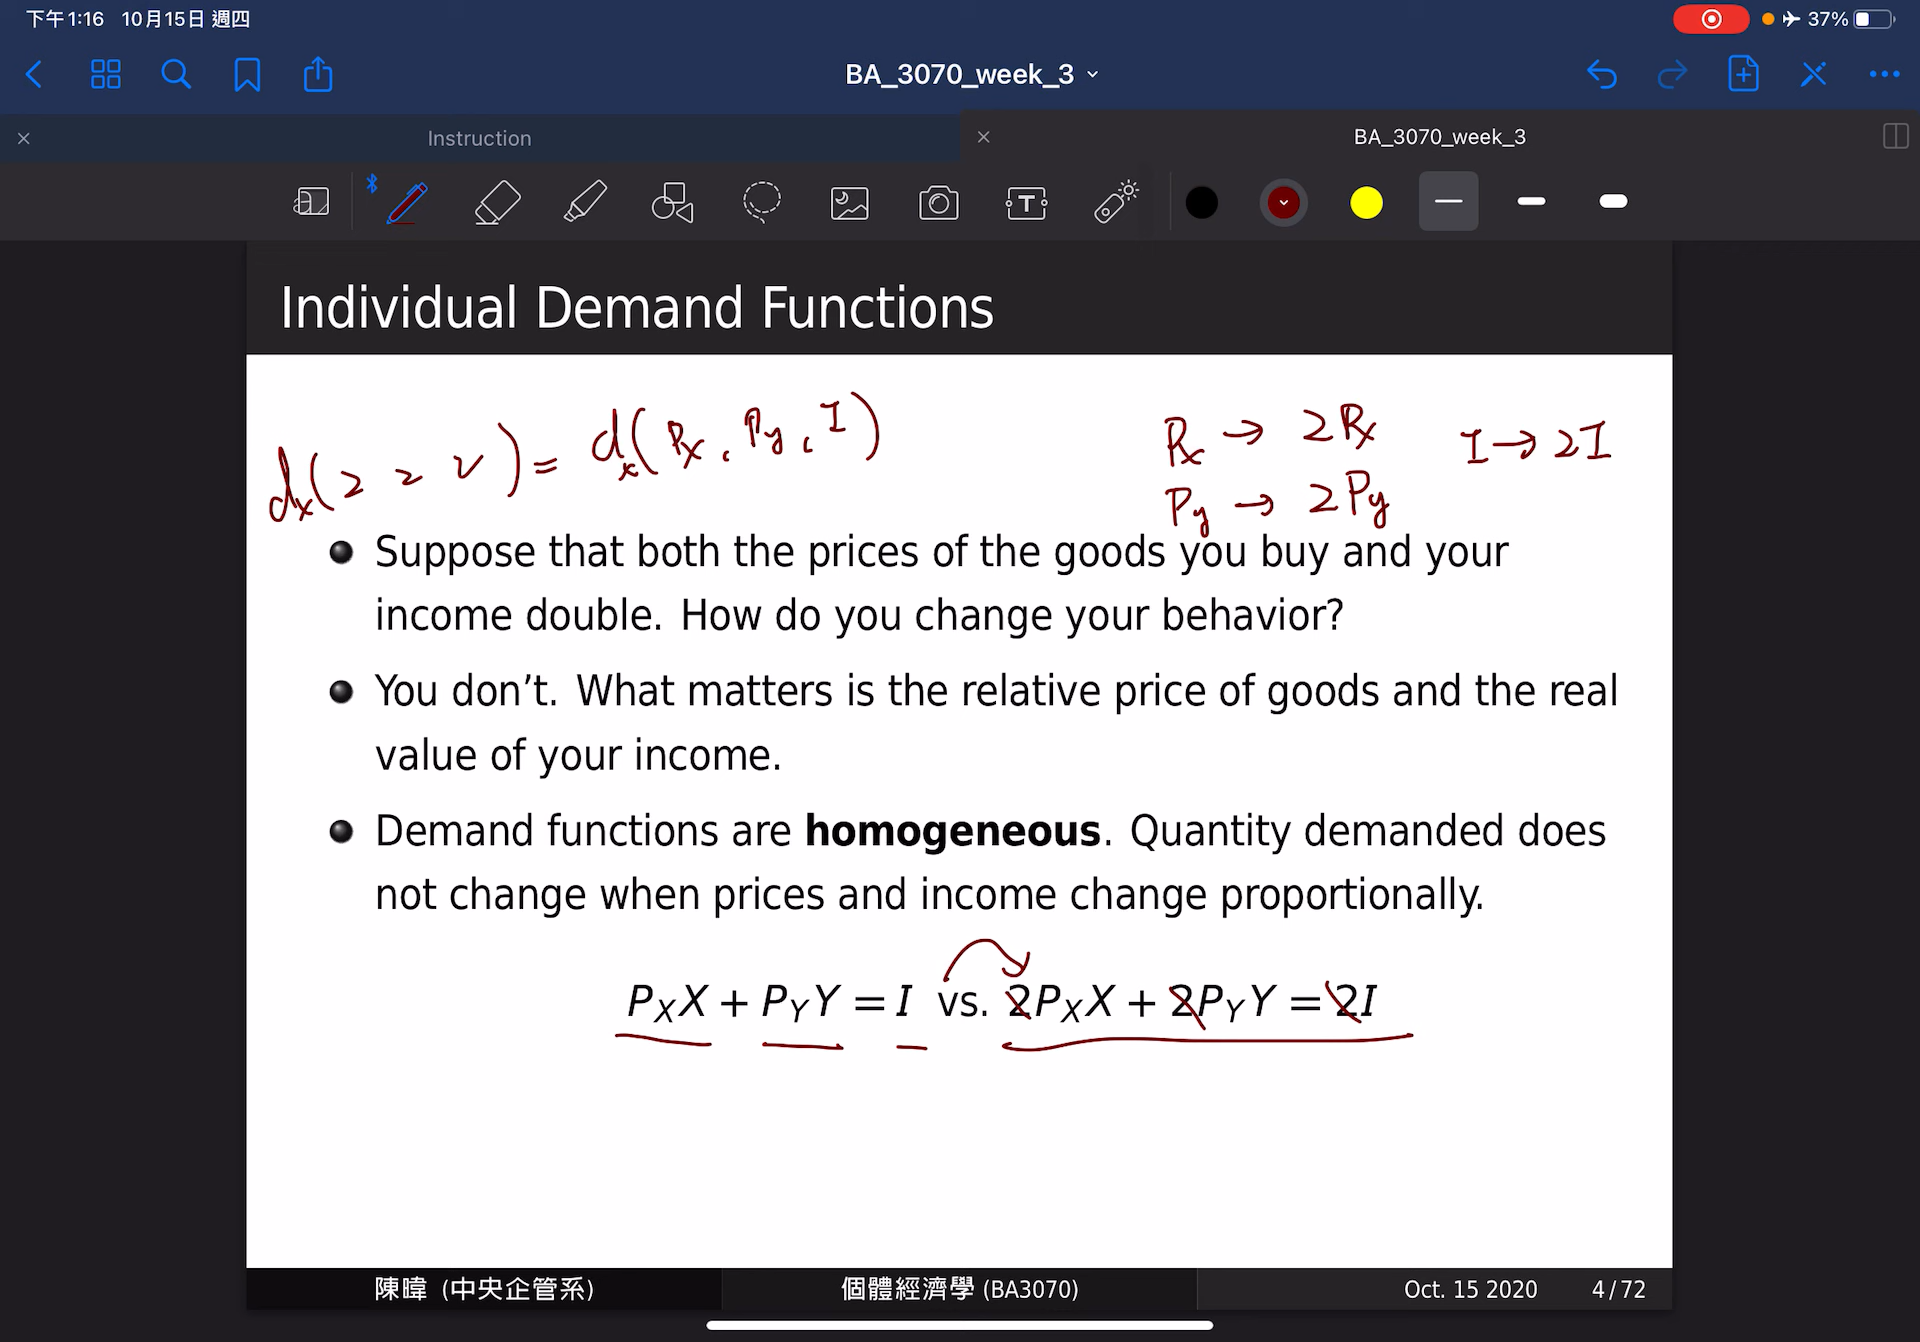 下午1:16 10月15日 週四
37%
BA_3070_week_3
Instruction
BA_3070_week_3
T
Individual Demand Functions
dx(2 2 2) = dx(Px, Py, I)
Px → 2Px I → 2I
Py → 2Py
Suppose that both the prices of the goods you buy and your
income double. How do you change your behavior?
You don’t. What matters is the relative price of goods and the real
value of your income.
Demand functions are homogeneous. Quantity demanded does
not change when prices and income change proportionally.
P_X X + P_Y Y = I vs. 2P_X X + 2P_Y Y = 2I
陳暐 (中央企管系) 個體經濟學 (BA3070) Oct. 15 2020 4/72